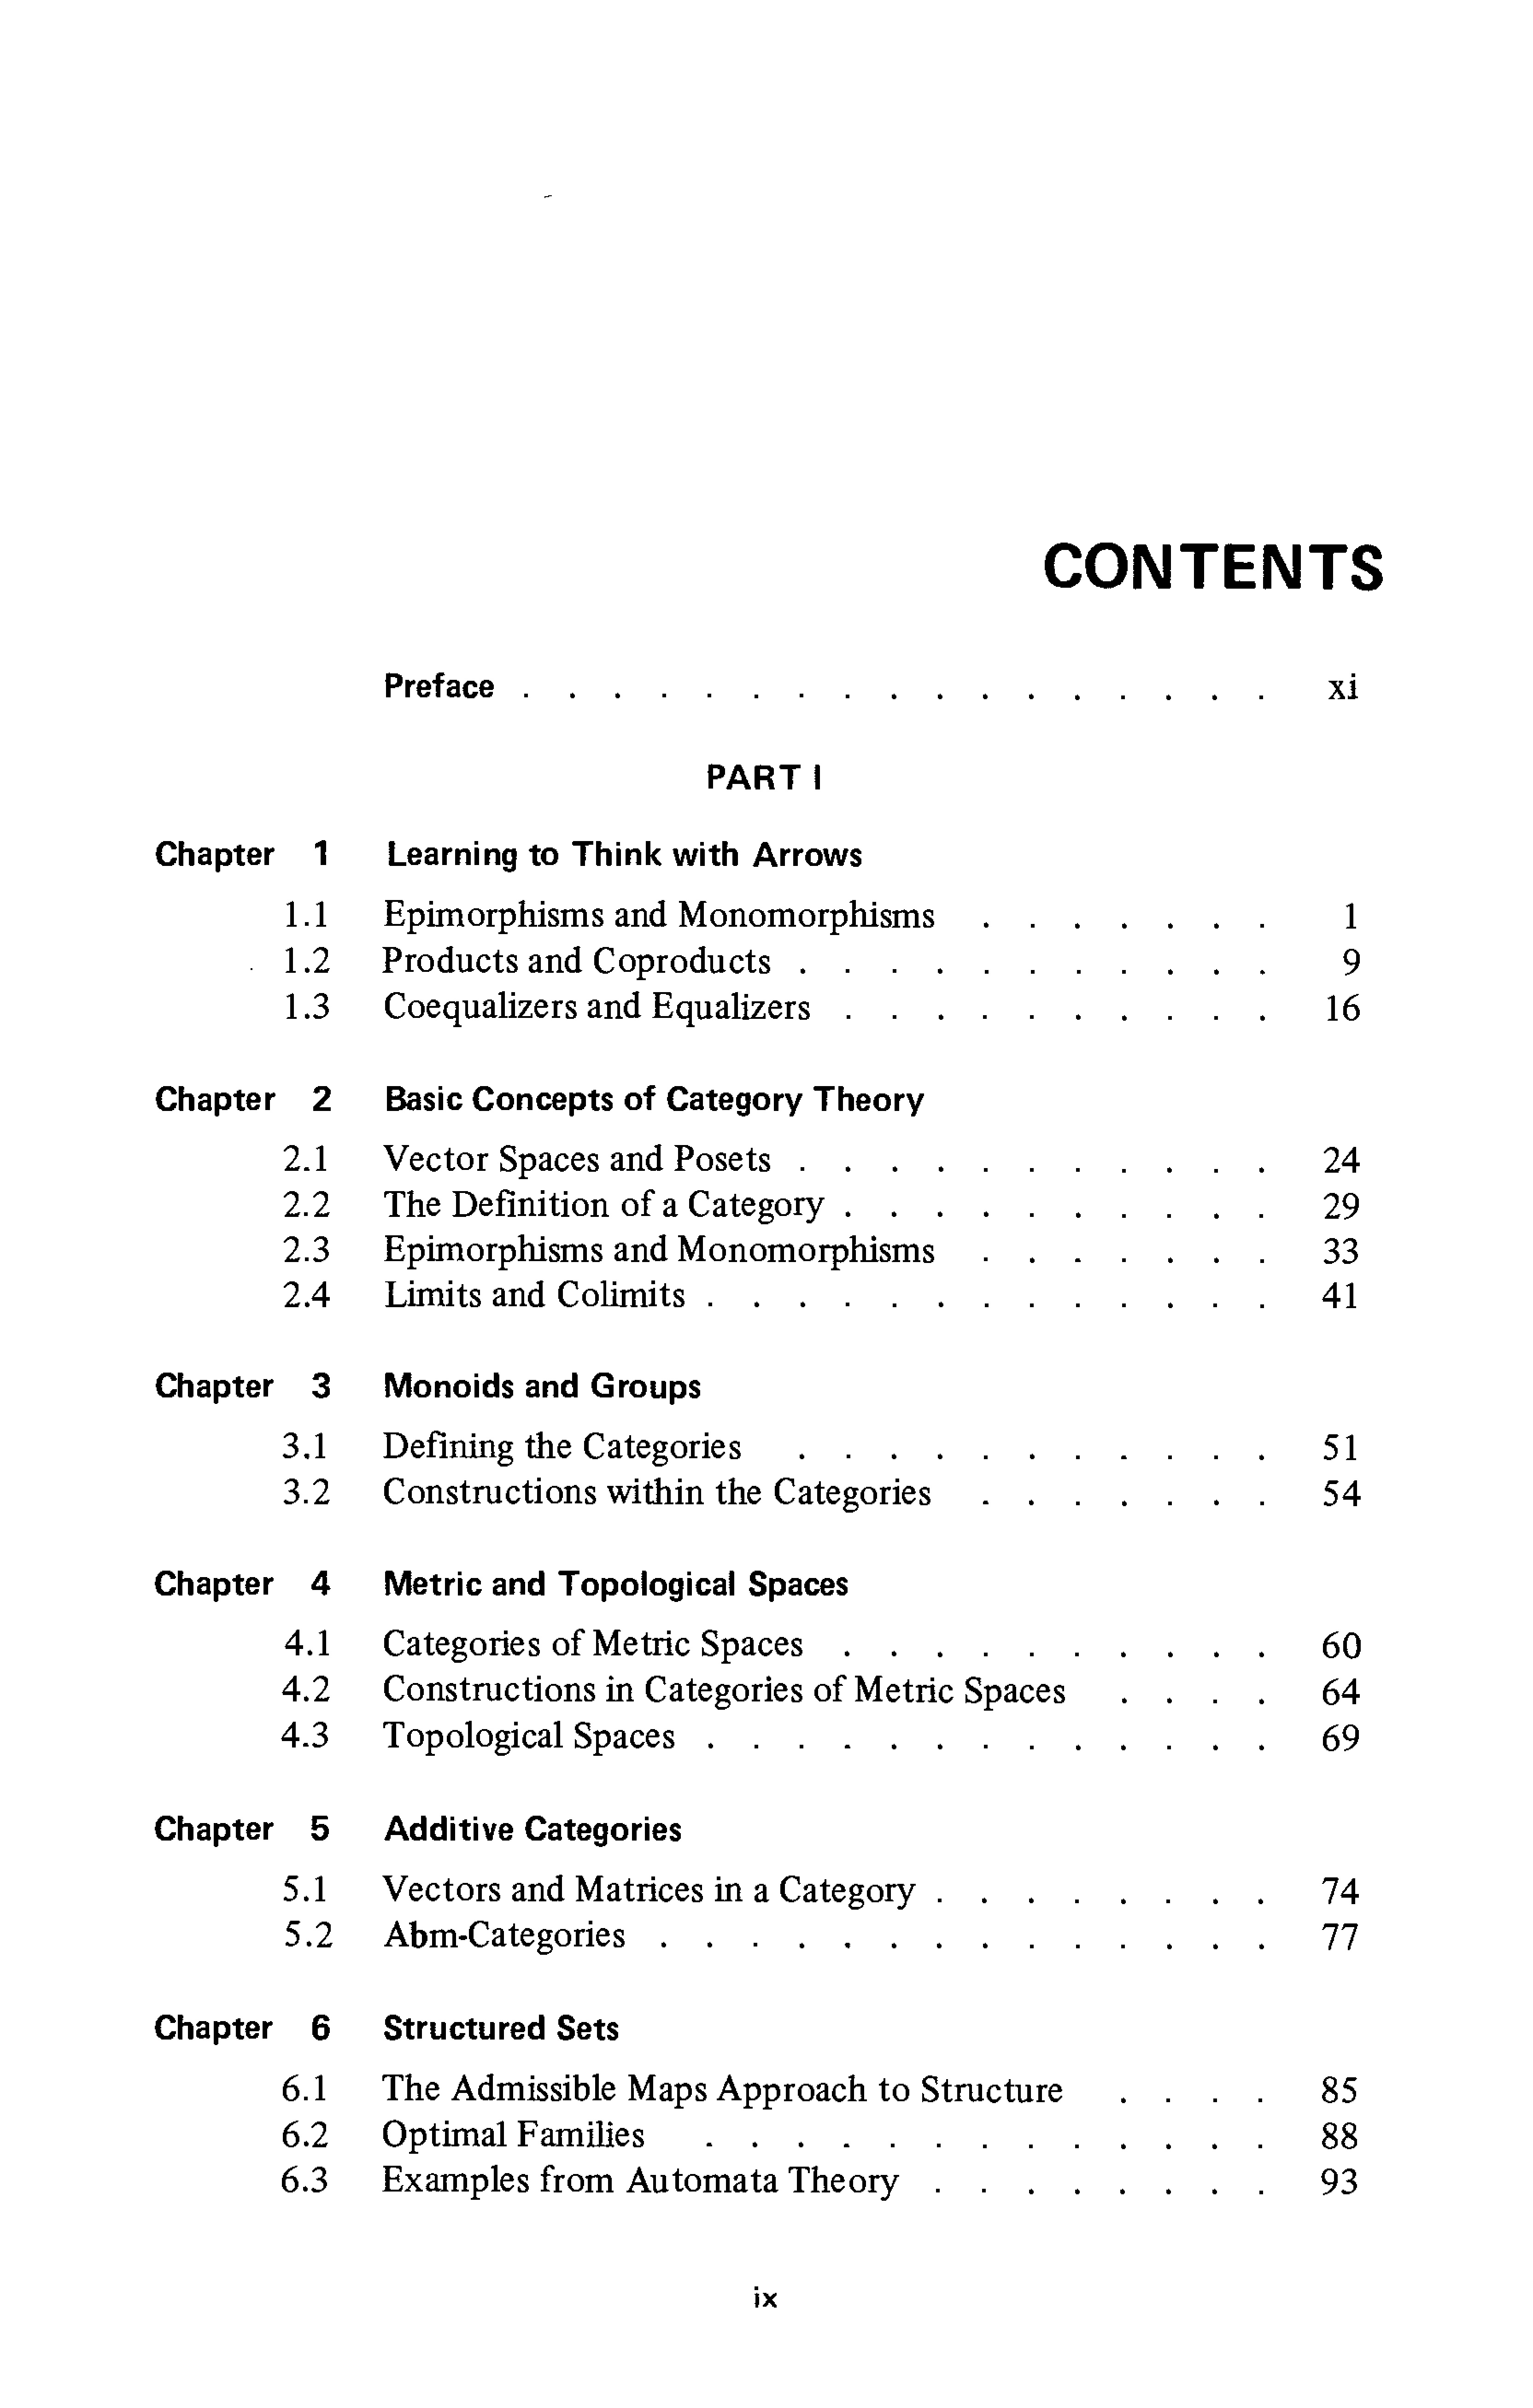 CONTENTS
Preface . . . . . . . . . . . . . . . . . xi
PART I
Chapter 1 Learning to Think with Arrows
1.1 Epimorphisms and Monomorphisms . . . . . . . 1
1.2 Products and Coproducts . . . . . . . . . . . 9
1.3 Coequalizers and Equalizers . . . . . . . . . . 16
Chapter 2 Basic Concepts of Category Theory
2.1 Vector Spaces and Posets . . . . . . . . . . . 24
2.2 The Definition of a Category . . . . . . . . . . 29
2.3 Epimorphisms and Monomorphisms . . . . . . . 33
2.4 Limits and Colimits . . . . . . . . . . . . . 41
Chapter 3 Monoids and Groups
3.1 Defining the Categories . . . . . . . . . . . 51
3.2 Constructions within the Categories . . . . . . . 54
Chapter 4 Metric and Topological Spaces
4.1 Categories of Metric Spaces . . . . . . . . . . 60
4.2 Constructions in Categories of Metric Spaces . . . . 64
4.3 Topological Spaces . . . . . . . . . . . . . 69
Chapter 5 Additive Categories
5.1 Vectors and Matrices in a Category . . . . . . . . 74
5.2 Abm-Categories . . . . . . . . . . . . . . 77
Chapter 6 Structured Sets
6.1 The Admissible Maps Approach to Structure . . . . 85
6.2 Optimal Families . . . . . . . . . . . . . 88
6.3 Examples from Automata Theory . . . . . . . . 93
ix